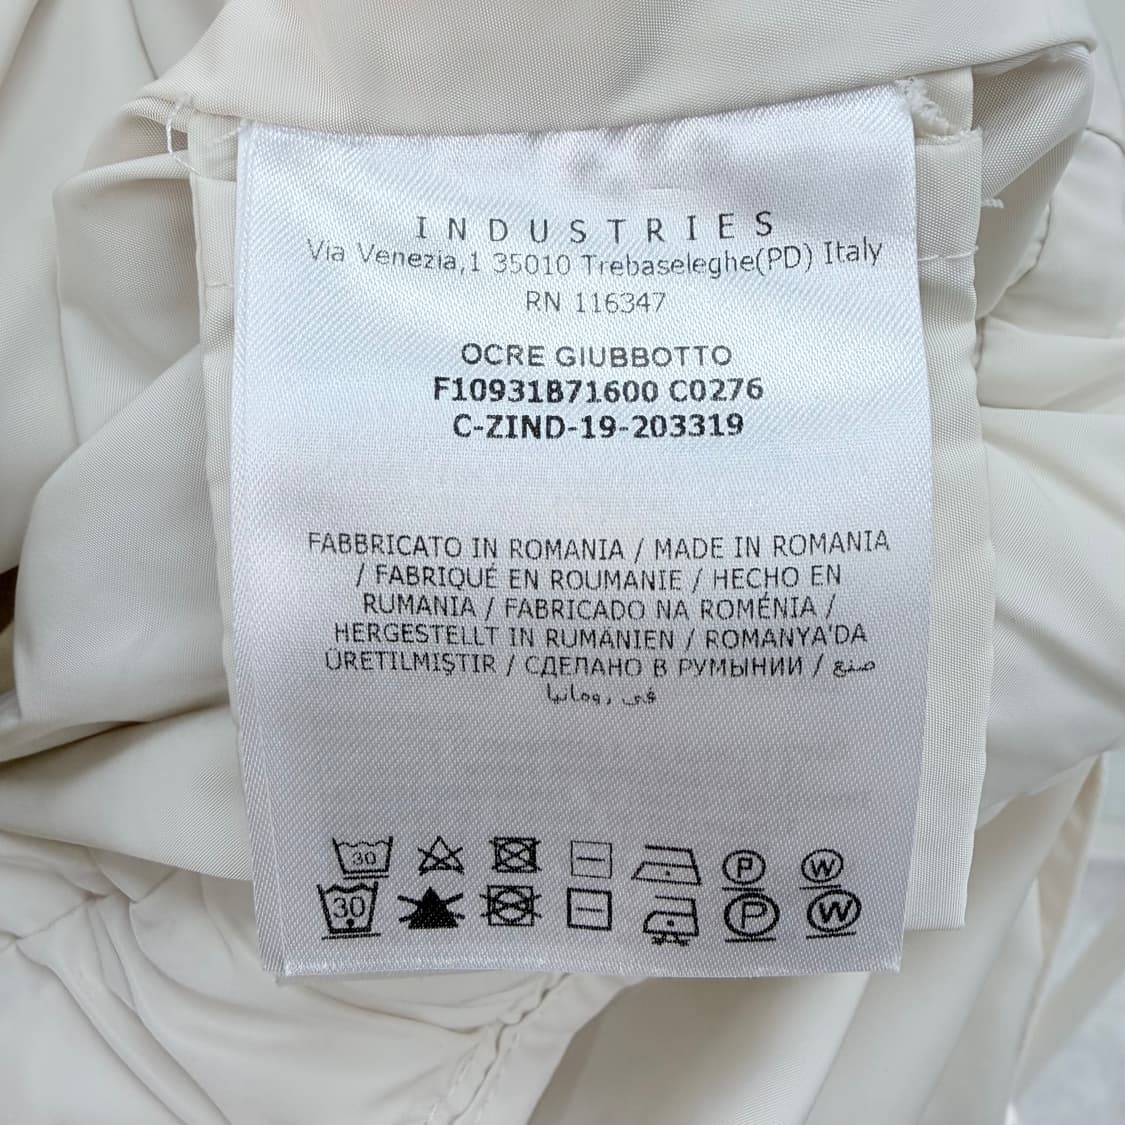 INDUSTRIES
Via Venezia,1 35010 Trebaseleghe(PD) Italy
RN 116347
OCRE GIUBBOTTO
F10931B71600 C0276
C-ZIND-19-203319
FABBRICATO IN ROMANIA / MADE IN ROMANIA
/ FABRIQUÉ EN ROUMANIE / HECHO EN
RUMANIA / FABRICADO NA ROMÉNIA /
HERGESTELLT IN RUMÄNIEN / ROMANYA'DA
ÜRETILMIŞTIR / СДЕЛАНО В РУМЫНИИ / صنع
في رومانيا
30 P W
30 P W